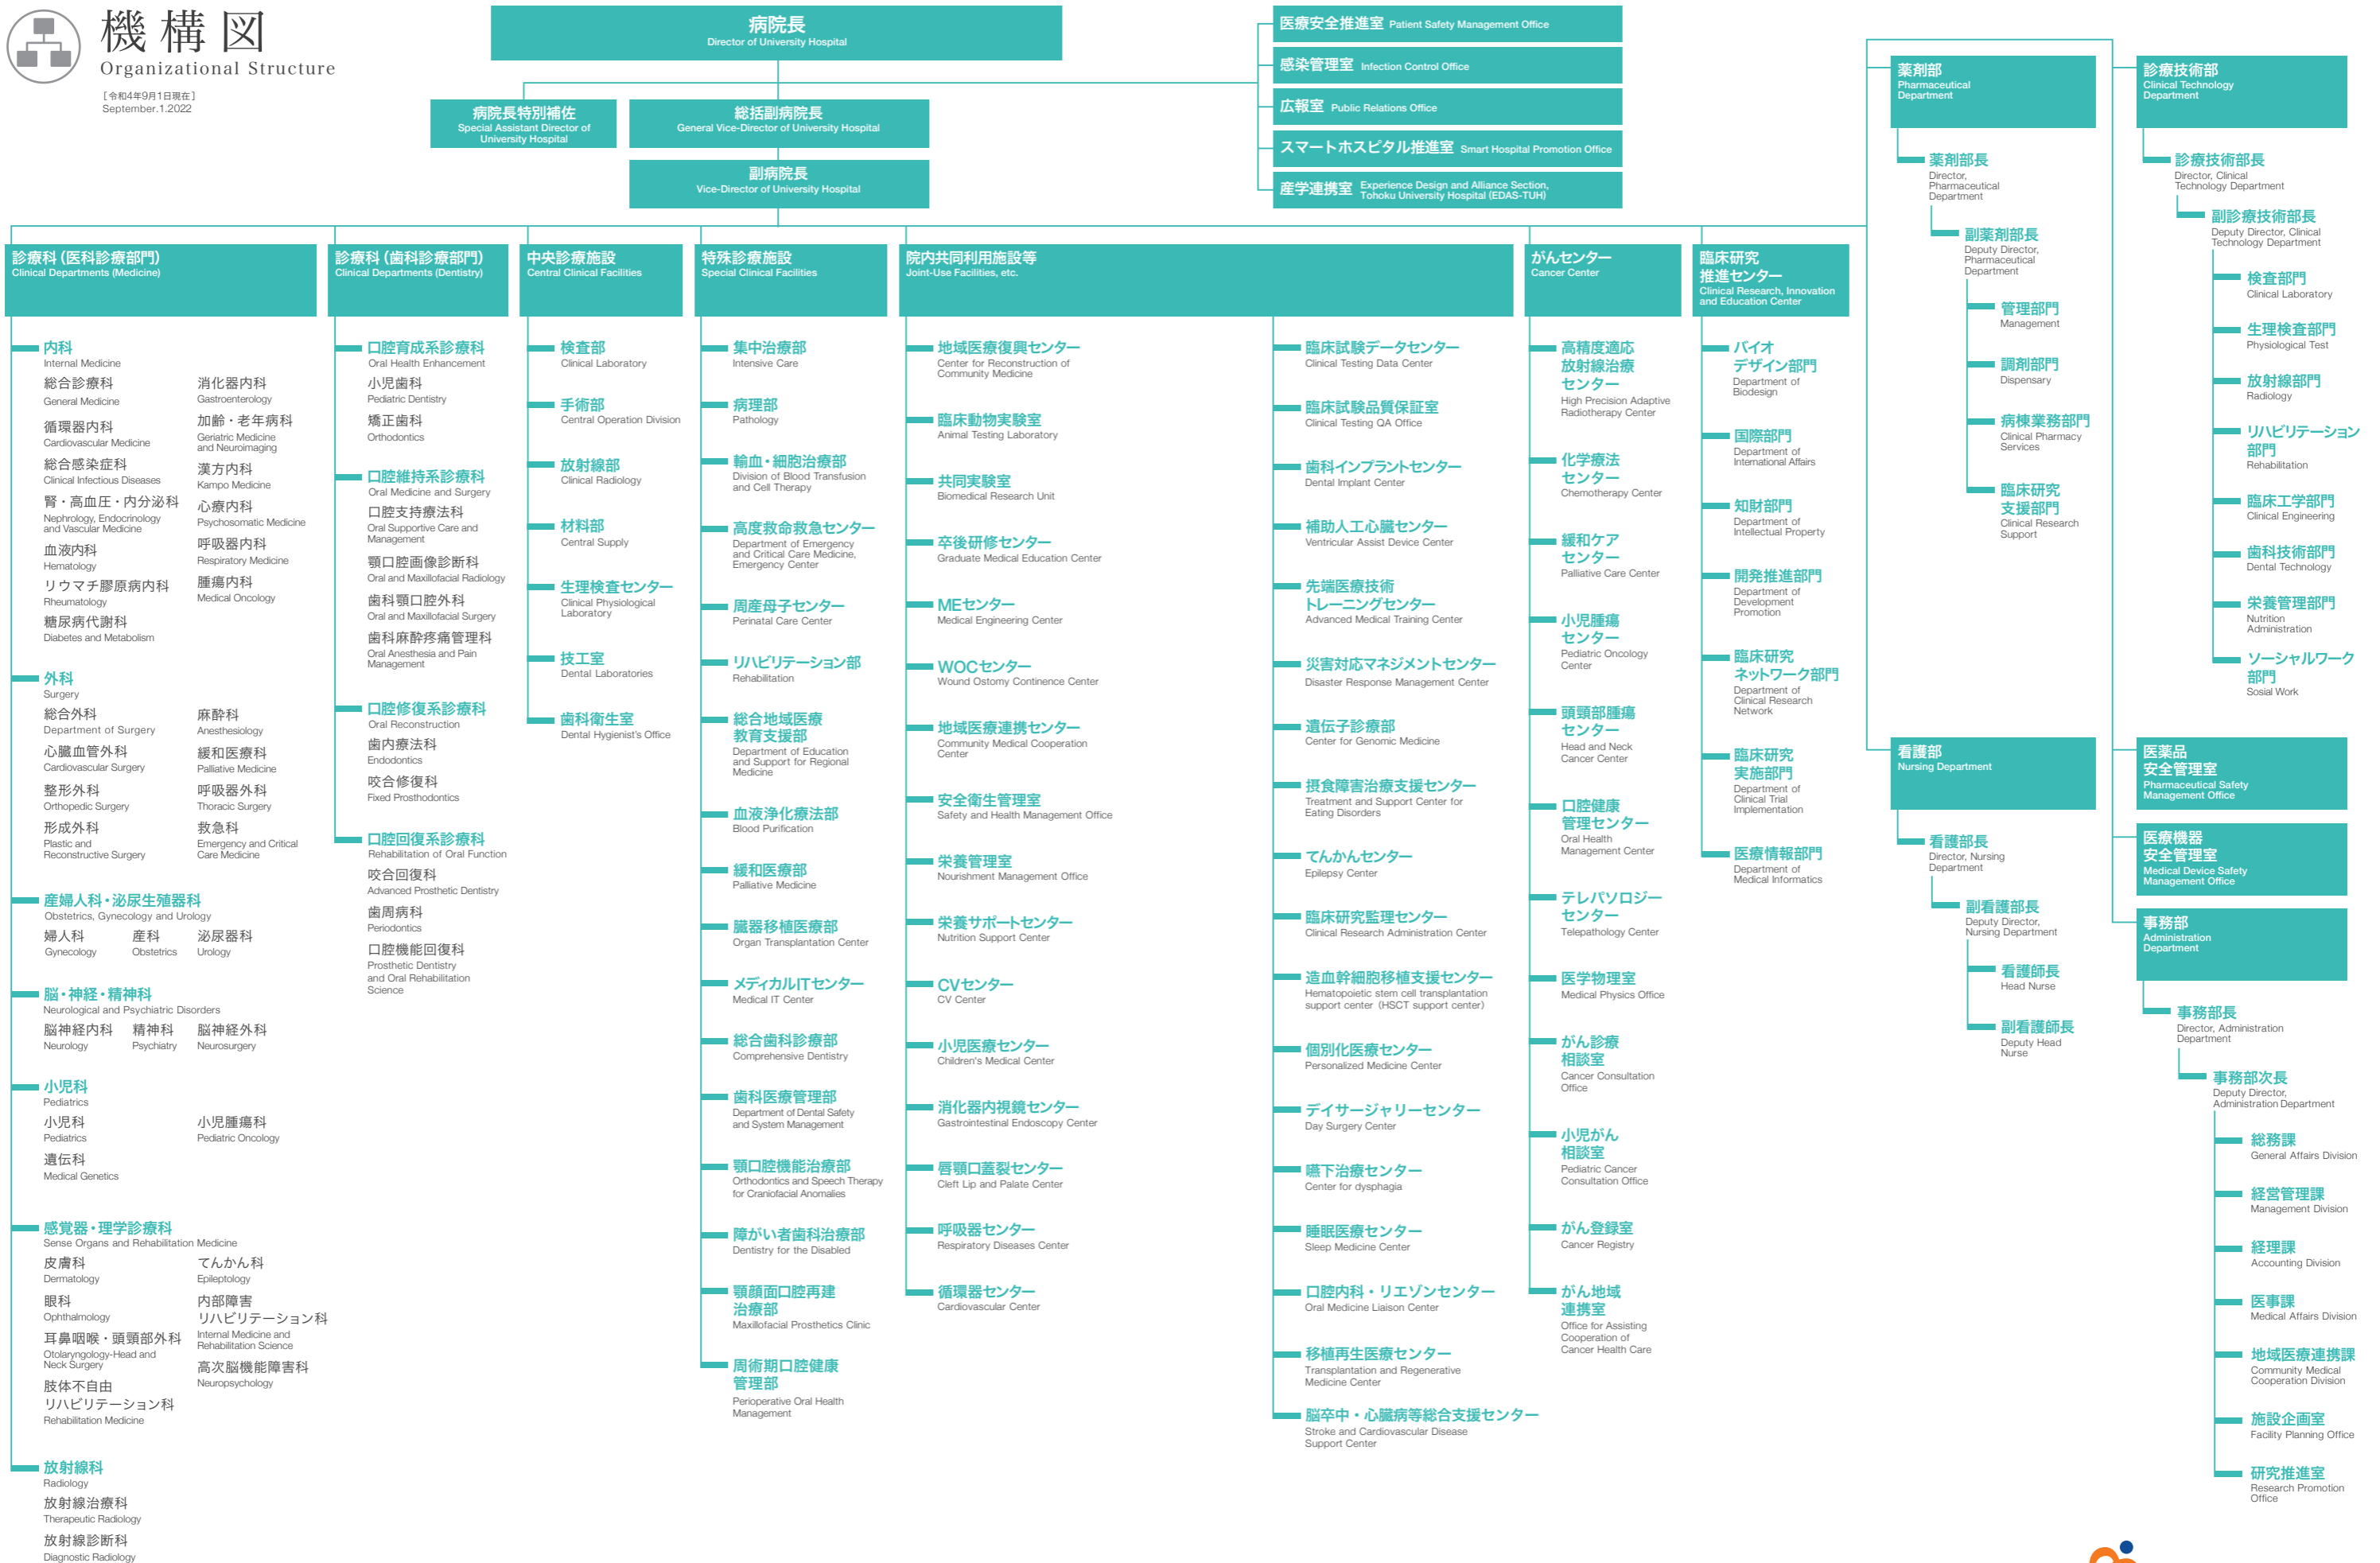 機構図
Organizational Structure
[令和4年9月1日現在]
September.1.2022
病院長
Director of University Hospital
病院長特別補佐
Special Assistant Director of
University Hospital
総括副病院長
General Vice-Director of University Hospital
副病院長
Vice-Director of University Hospital
医療安全推進室 Patient Safety Management Office
感染管理室 Infection Control Office
広報室 Public Relations Office
スマートホスピタル推進室 Smart Hospital Promotion Office
産学連携室 Experience Design and Alliance Section,
Tohoku University Hospital (EDAS-TUH)
診療科 (医科診療部門)
Clinical Departments (Medicine)
内科
Internal Medicine
総合診療科
General Medicine
循環器内科
Cardiovascular Medicine
総合感染症科
Clinical Infectious Diseases
腎・高血圧・内分泌科
Nephrology, Endocrinology
and Vascular Medicine
血液内科
Hematology
リウマチ膠原病内科
Rheumatology
糖尿病代謝科
Diabetes and Metabolism
消化器内科
Gastroenterology
加齢・老年病科
Geriatric Medicine
and Neuroimaging
漢方内科
Kampo Medicine
心療内科
Psychosomatic Medicine
呼吸器内科
Respiratory Medicine
腫瘍内科
Medical Oncology
外科
Surgery
総合外科
Department of Surgery
心臓血管外科
Cardiovascular Surgery
整形外科
Orthopedic Surgery
形成外科
Plastic and
Reconstructive Surgery
麻酔科
Anesthesiology
緩和医療科
Palliative Medicine
呼吸器外科
Thoracic Surgery
救急科
Emergency and Critical
Care Medicine
産婦人科・泌尿生殖器科
Obstetrics, Gynecology and Urology
婦人科
Gynecology
産科
Obstetrics
泌尿器科
Urology
脳・神経・精神科
Neurological and Psychiatric Disorders
脳神経内科
Neurology
精神科
Psychiatry
脳神経外科
Neurosurgery
小児科
Pediatrics
小児科
Pediatrics
遺伝科
Medical Genetics
小児腫瘍科
Pediatric Oncology
感覚器・理学診療科
Sense Organs and Rehabilitation Medicine
皮膚科
Dermatology
眼科
Ophthalmology
耳鼻咽喉・頭頸部外科
Otolaryngology-Head and
Neck Surgery
肢体不自由
リハビリテーション科
Rehabilitation Medicine
てんかん科
Epileptology
内部障害
リハビリテーション科
Internal Medicine and
Rehabilitation Science
高次脳機能障害科
Neuropsychology
放射線科
Radiology
放射線治療科
Therapeutic Radiology
放射線診断科
Diagnostic Radiology
診療科 (歯科診療部門)
Clinical Departments (Dentistry)
口腔育成系診療科
Oral Health Enhancement
小児歯科
Pediatric Dentistry
矯正歯科
Orthodontics
口腔維持系診療科
Oral Medicine and Surgery
口腔支持療法科
Oral Supportive Care and
Management
顎口腔画像診断科
Oral and Maxillofacial Radiology
歯科顎口腔外科
Oral and Maxillofacial Surgery
歯科麻酔疼痛管理科
Oral Anesthesia and Pain
Management
口腔修復系診療科
Oral Reconstruction
歯内療法科
Endodontics
咬合修復科
Fixed Prosthodontics
口腔回復系診療科
Rehabilitation of Oral Function
咬合回復科
Advanced Prosthetic Dentistry
歯周病科
Periodontics
口腔機能回復科
Prosthetic Dentistry
and Oral Rehabilitation
Science
中央診療施設
Central Clinical Facilities
検査部
Clinical Laboratory
手術部
Central Operation Division
放射線部
Clinical Radiology
材料部
Central Supply
生理検査センター
Clinical Physiological
Laboratory
技工室
Dental Laboratories
歯科衛生室
Dental Hygienist's Office
特殊診療施設
Special Clinical Facilities
集中治療部
Intensive Care
病理部
Pathology
輸血・細胞治療部
Division of Blood Transfusion
and Cell Therapy
高度救命救急センター
Department of Emergency
and Critical Care Medicine,
Emergency Center
周産母子センター
Perinatal Care Center
リハビリテーション部
Rehabilitation
総合地域医療
教育支援部
Department of Education
and Support for Regional
Medicine
血液浄化療法部
Blood Purification
緩和医療部
Palliative Medicine
臓器移植医療部
Organ Transplantation Center
メディカルITセンター
Medical IT Center
総合歯科診療部
Comprehensive Dentistry
歯科医療管理部
Department of Dental Safety
and System Management
顎口腔機能治療部
Orthodontics and Speech Therapy
for Craniofacial Anomalies
障がい者歯科治療部
Dentistry for the Disabled
顎顔面口腔再建
治療部
Maxillofacial Prosthetics Clinic
周術期口腔健康
管理部
Perioperative Oral Health
Management
院内共同利用施設等
Joint-Use Facilities, etc.
地域医療復興センター
Center for Reconstruction of
Community Medicine
臨床動物実験室
Animal Testing Laboratory
共同実験室
Biomedical Research Unit
卒後研修センター
Graduate Medical Education Center
MEセンター
Medical Engineering Center
WOCセンター
Wound Ostomy Continence Center
地域医療連携センター
Community Medical Cooperation
Center
安全衛生管理室
Safety and Health Management Office
栄養管理室
Nourishment Management Office
栄養サポートセンター
Nutrition Support Center
CVセンター
CV Center
小児医療センター
Children's Medical Center
消化器内視鏡センター
Gastrointestinal Endoscopy Center
唇顎口蓋裂センター
Cleft Lip and Palate Center
呼吸器センター
Respiratory Diseases Center
循環器センター
Cardiovascular Center
臨床試験データセンター
Clinical Testing Data Center
臨床試験品質保証室
Clinical Testing QA Office
歯科インプラントセンター
Dental Implant Center
補助人工心臓センター
Ventricular Assist Device Center
先端医療技術
トレーニングセンター
Advanced Medical Training Center
災害対応マネジメントセンター
Disaster Response Management Center
遺伝子診療部
Center for Genomic Medicine
摂食障害治療支援センター
Treatment and Support Center for
Eating Disorders
てんかんセンター
Epilepsy Center
臨床研究監理センター
Clinical Research Administration Center
造血幹細胞移植支援センター
Hematopoietic stem cell transplantation
support center (HSCT support center)
個別化医療センター
Personalized Medicine Center
デイサージャリーセンター
Day Surgery Center
嚥下治療センター
Center for dysphagia
睡眠医療センター
Sleep Medicine Center
口腔内科・リエゾンセンター
Oral Medicine Liaison Center
移植再生医療センター
Transplantation and Regenerative
Medicine Center
脳卒中・心臓病等総合支援センター
Stroke and Cardiovascular Disease
Support Center
がんセンター
Cancer Center
高精度適応
放射線治療
センター
High Precision Adaptive
Radiotherapy Center
化学療法
センター
Chemotherapy Center
緩和ケア
センター
Palliative Care Center
小児腫瘍
センター
Pediatric Oncology
Center
頭頸部腫瘍
センター
Head and Neck
Cancer Center
口腔健康
管理センター
Oral Health
Management Center
テレパソロジー
センター
Telepathology Center
医学物理室
Medical Physics Office
がん診療
相談室
Cancer Consultation
Office
小児がん
相談室
Pediatric Cancer
Consultation Office
がん登録室
Cancer Registry
がん地域
連携室
Office for Assisting
Cooperation of
Cancer Health Care
臨床研究
推進センター
Clinical Research, Innovation
and Education Center
バイオ
デザイン部門
Department of
Biodesign
国際部門
Department of
International Affairs
知財部門
Department of
Intellectual Property
開発推進部門
Department of
Development
Promotion
臨床研究
ネットワーク部門
Department of
Clinical Research
Network
臨床研究
実施部門
Department of
Clinical Trial
Implementation
医療情報部門
Department of
Medical Informatics
薬剤部
Pharmaceutical
Department
薬剤部長
Director,
Pharmaceutical
Department
副薬剤部長
Deputy Director,
Pharmaceutical
Department
管理部門
Management
調剤部門
Dispensary
病棟業務部門
Clinical Pharmacy
Services
臨床研究
支援部門
Clinical Research
Support
看護部
Nursing Department
看護部長
Director, Nursing
Department
副看護部長
Deputy Director,
Nursing Department
看護師長
Head Nurse
副看護師長
Deputy Head
Nurse
診療技術部
Clinical Technology
Department
診療技術部長
Director, Clinical
Technology Department
副診療技術部長
Deputy Director, Clinical
Technology Department
検査部門
Clinical Laboratory
生理検査部門
Physiological Test
放射線部門
Radiology
リハビリテーション
部門
Rehabilitation
臨床工学部門
Clinical Engineering
歯科技術部門
Dental Technology
栄養管理部門
Nutrition
Administration
ソーシャルワーク
部門
Sosial Work
医薬品
安全管理室
Pharmaceutical Safety
Management Office
医療機器
安全管理室
Medical Device Safety
Management Office
事務部
Administration
Department
事務部長
Director, Administration
Department
事務部次長
Deputy Director,
Administration Department
総務課
General Affairs Division
経営管理課
Management Division
経理課
Accounting Division
医事課
Medical Affairs Division
地域医療連携課
Community Medical
Cooperation Division
施設企画室
Facility Planning Office
研究推進室
Research Promotion
Office